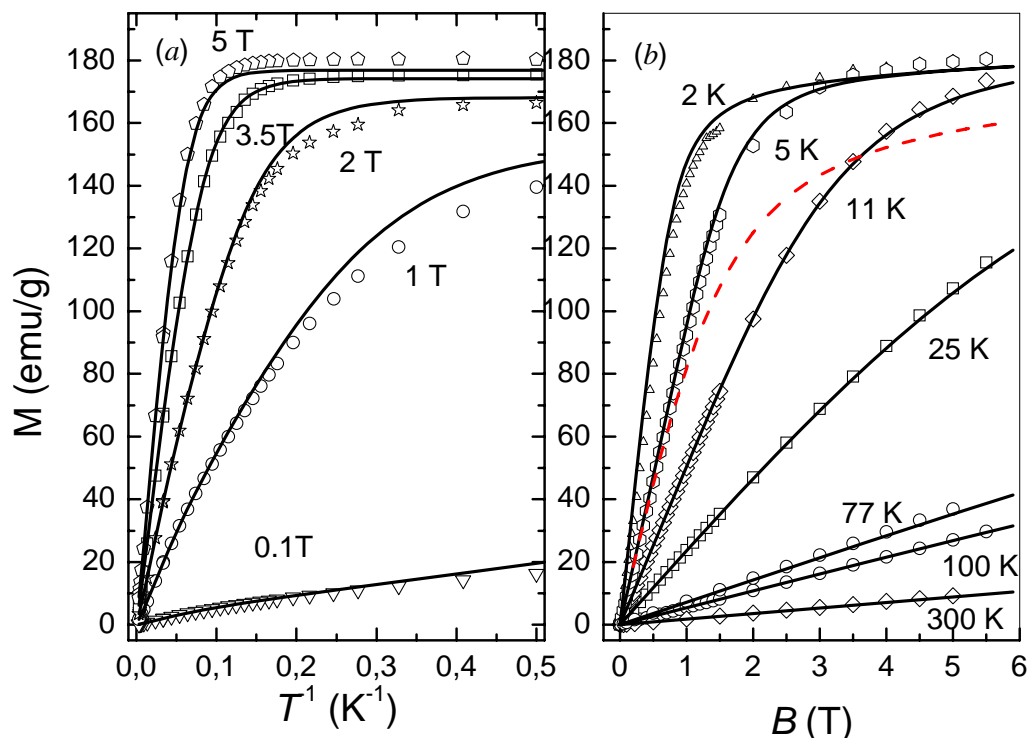 (a)
5 T
3.5T
2 T
1 T
0.1T
180
160
140
120
100
80
60
40
20
0
M (emu/g)
0,0 0,1 0,2 0,3 0,4 0,5
T⁻¹ (K⁻¹)
(b)
2 K
5 K
11 K
25 K
77 K
100 K
300 K
180
160
140
120
100
80
60
40
20
0
0 1 2 3 4 5 6
B (T)